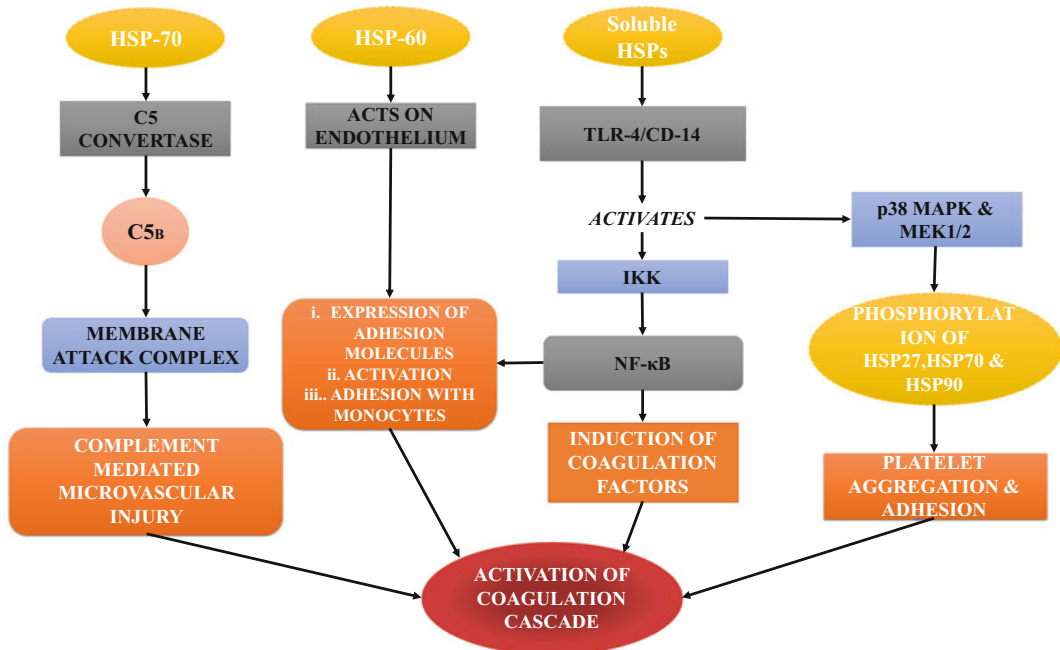 HSP-70
C5
CONVERTASE
C5B
MEMBRANE
ATTACK COMPLEX
COMPLEMENT
MEDIATED
MICROVASCULAR
INJURY
HSP-60
ACTS ON
ENDOTHELIUM
i. EXPRESSION OF
ADHESION
MOLECULES
ii. ACTIVATION
iii.. ADHESION WITH
MONOCYTES
Soluble
HSPs
TLR-4/CD-14
ACTIVATES
IKK
NF-κB
INDUCTION OF
COAGULATION
FACTORS
p38 MAPK &
MEK1/2
PHOSPHORYLAT
ION OF
HSP27,HSP70 &
HSP90
PLATELET
AGGREGATION &
ADHESION
ACTIVATION OF
COAGULATION
CASCADE